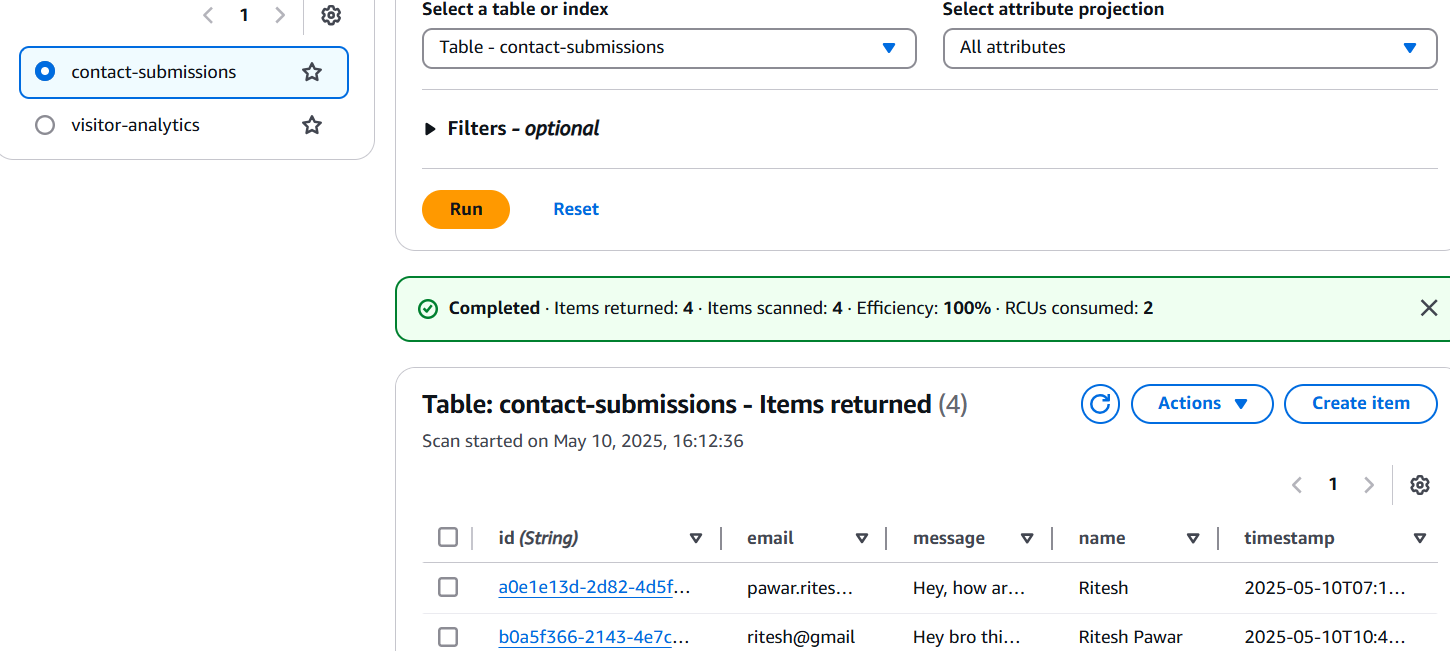 1
contact-submissions
visitor-analytics
Select a table or index
Table - contact-submissions
Select attribute projection
All attributes
Filters - optional
Run Reset
Completed · Items returned: 4 · Items scanned: 4 · Efficiency: 100% · RCUs consumed: 2
Table: contact-submissions - Items returned (4)
Scan started on May 10, 2025, 16:12:36
Actions
Create item
1
id (String) email message name timestamp
a0e1e13d-2d82-4d5f... pawar.rites... Hey, how ar... Ritesh 2025-05-10T07:1...
b0a5f366-2143-4e7c... ritesh@gmail Hey bro thi... Ritesh Pawar 2025-05-10T10:4...